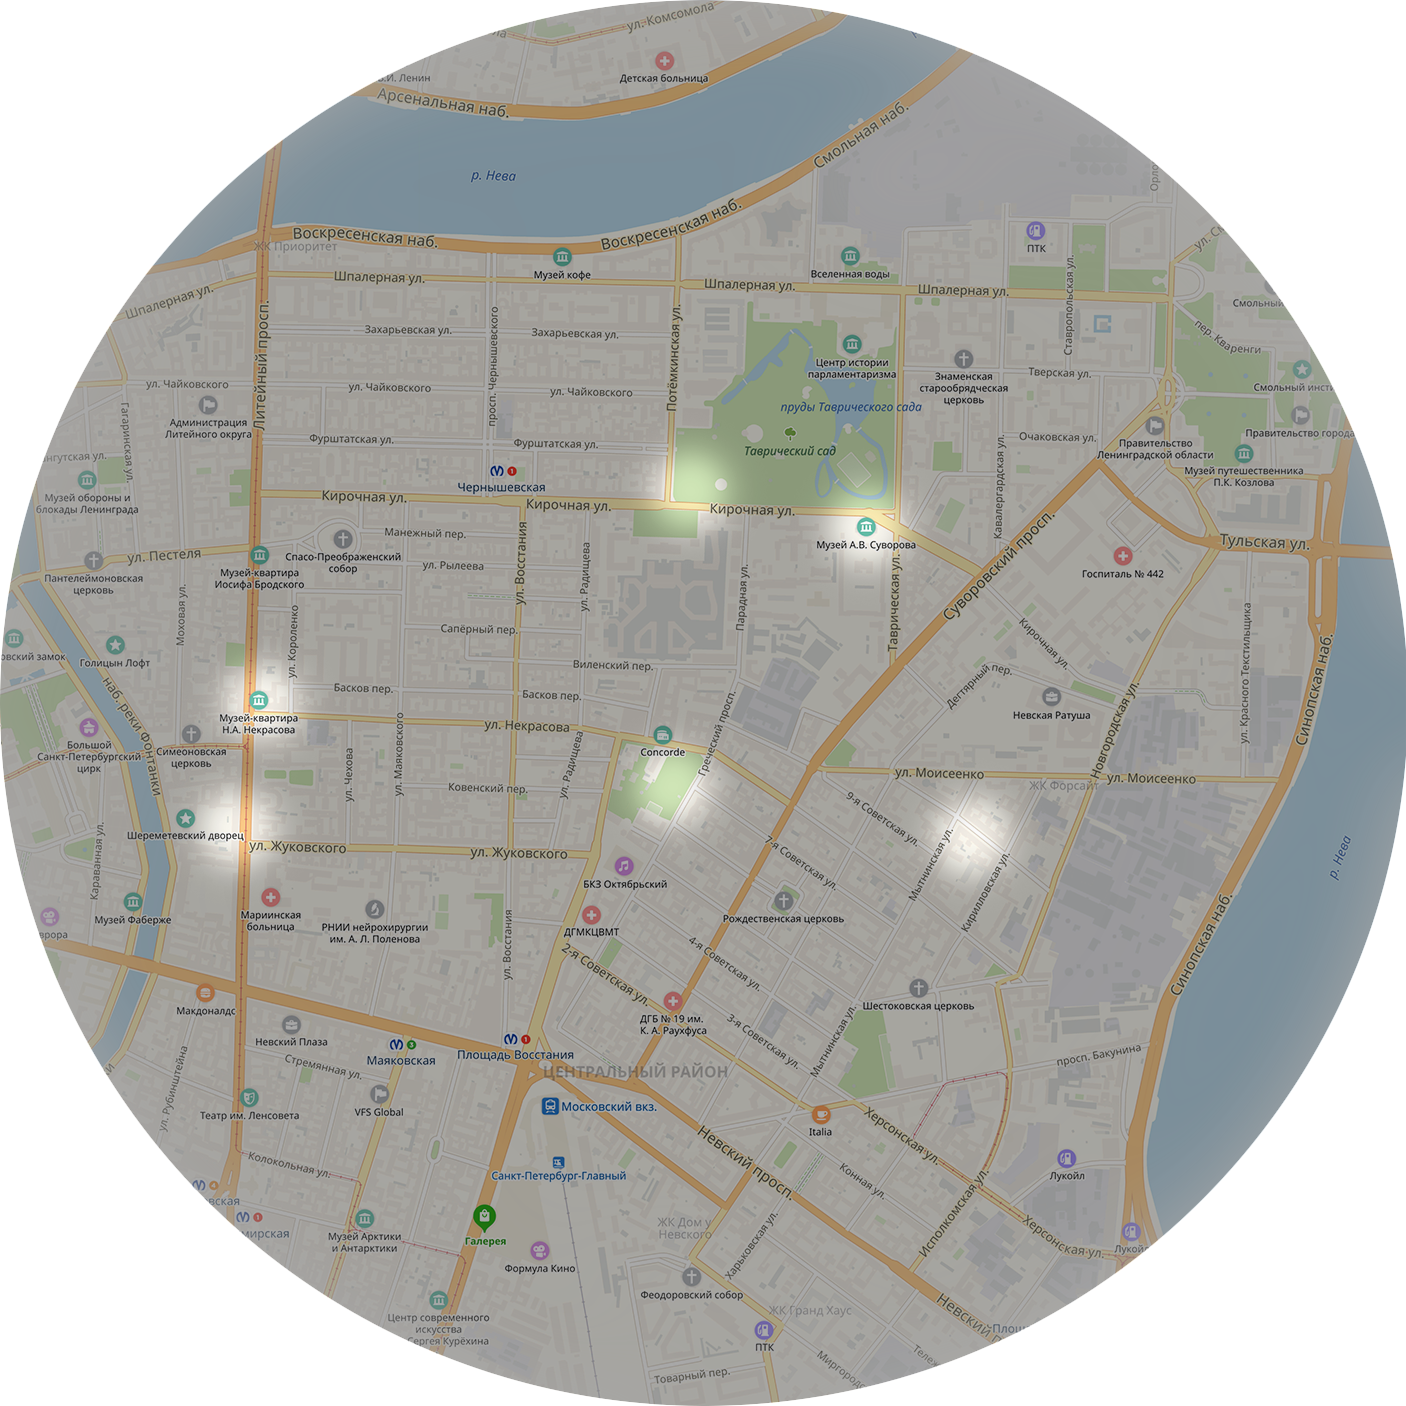 ул. Комсомола
Детская больница
В.И. Ленин
Арсенальная наб.
Смольная наб.
р. Нева
Воскресенская наб.
Воскресенская наб.
ЖК Приоритет
Музей кофе
Вселенная воды
ПТК
Шпалерная ул.
Шпалерная ул.
Шпалерная ул.
Шпалерная ул.
Литейный просп.
просп. Чернышевского
Потёмкинская ул.
Ставропольская ул.
Захарьевская ул.
Захарьевская ул.
Центр истории
парламентаризма
Знаменская
старообрядческая
церковь
пер. Кваренги
Тверская ул.
ул. Чайковского
ул. Чайковского
ул. Чайковского
Гагаринская ул.
Администрация
Литейного округа
пруды Таврического сада
Таврический сад
Фурштатская ул.
Фурштатская ул.
Очаковская ул.
Кавалергардская ул.
Правительство
Ленинградской области
Правительство города
Музей путешественника
П.К. Козлова
1
Чернышевская
Музей обороны и
блокады Ленинграда
Кирочная ул.
Кирочная ул.
Кирочная ул.
Музей А.В. Суворова
Суворовский просп.
Тульская ул.
Госпиталь № 442
ул. Пестеля
Пантелеймоновская
церковь
Музей-квартира
Иосифа Бродского
Спасо-Преображенский
собор
Манежный пер.
ул. Рылеева
ул. Восстания
ул. Радищева
Парадная ул.
Таврическая ул.
Моховая ул.
ул. Короленко
Сапёрный пер.
Виленский пер.
Кирочная ул.
Дегтярный пер.
ул. Красного Текстильщика
Синопская наб.
Голицын Лофт
наб. реки Фонтанки
Басков пер.
Басков пер.
Музей-квартира
Н.А. Некрасова
ул. Некрасова
Невская Ратуша
Новгородская ул.
Большой
Санкт-Петербургский
цирк
Симеоновская
церковь
Concorde
Греческий просп.
ул. Чехова
ул. Маяковского
ул. Радищева
Ковенский пер.
ул. Моисеенко
ул. Моисеенко
ЖК Форсайт
9-я Советская ул.
Шереметевский дворец
ул. Жуковского
ул. Жуковского
Караванная ул.
7-я Советская ул.
Мытнинская ул.
Кирилловская ул.
р. Нева
БКЗ Октябрьский
Музей Фаберже
Мариинская
больница
РНИИ нейрохирургии
им. А. Л. Поленова
ДГМКЦВМТ
Рождественская церковь
ул. Восстания
2-я Советская ул.
4-я Советская ул.
Синопская наб.
Макдоналдс
ДГБ № 19 им.
К. А. Раухфуса
3-я Советская ул.
Шестоковская церковь
Мытнинская ул.
Невский Плаза
3
Маяковская
1
Площадь Восстания
ЦЕНТРАЛЬНЫЙ РАЙОН
просп. Бакунина
Стремянная ул.
VFS Global
ул. Рубинштейна
Театр им. Ленсовета
Московский вкз.
Italia
Херсонская ул.
Невский просп.
Колокольная ул.
Санкт-Петербург-Главный
Конная ул.
Лукойл
4
1
Музей Арктики
и Антарктики
Галерея
Формула Кино
ЖК Дом у
Невского
Харьковская ул.
Исполкомская ул.
Херсонская ул.
Феодоровский собор
ЖК Гранд Хаус
Центр современного
искусства
Сергея Курёхина
ПТК
Товарный пер.